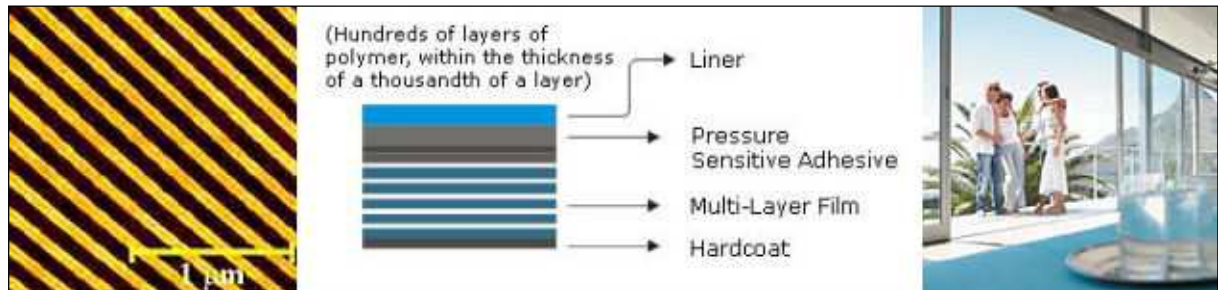 1 µm
(Hundreds of layers of
polymer, within the thickness
of a thousandth of a layer)
Liner
Pressure
Sensitive Adhesive
Multi-Layer Film
Hardcoat